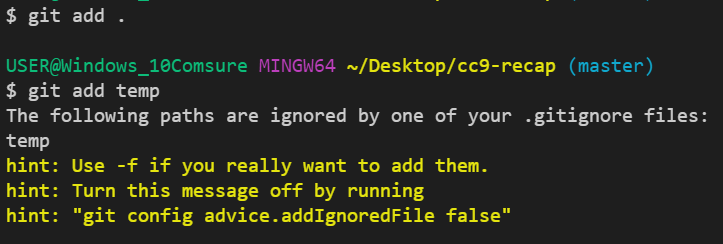 $ git add .
USER@Windows_10Comsure MINGW64 ~/Desktop/cc9-recap (master)
$ git add temp
The following paths are ignored by one of your .gitignore files:
temp
hint: Use -f if you really want to add them.
hint: Turn this message off by running
hint: "git config advice.addIgnoredFile false"